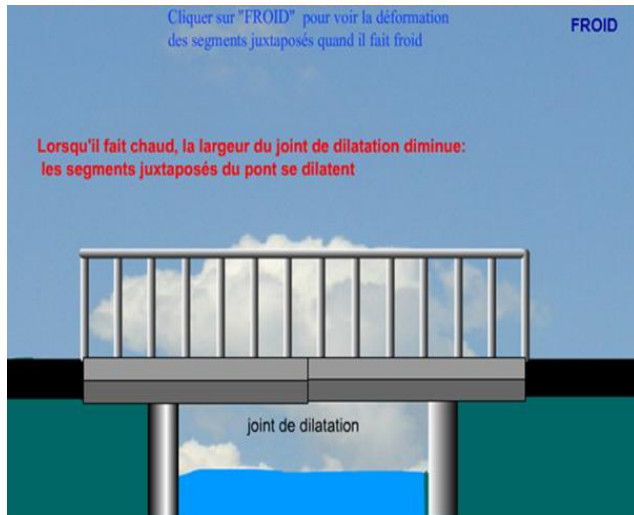 Cliquer sur "FROID" pour voir la déformation
des segments juxtaposés quand il fait froid
FROID
Lorsqu'il fait chaud, la largeur du joint de dilatation diminue:
les segments juxtaposés du pont se dilatent
joint de dilatation